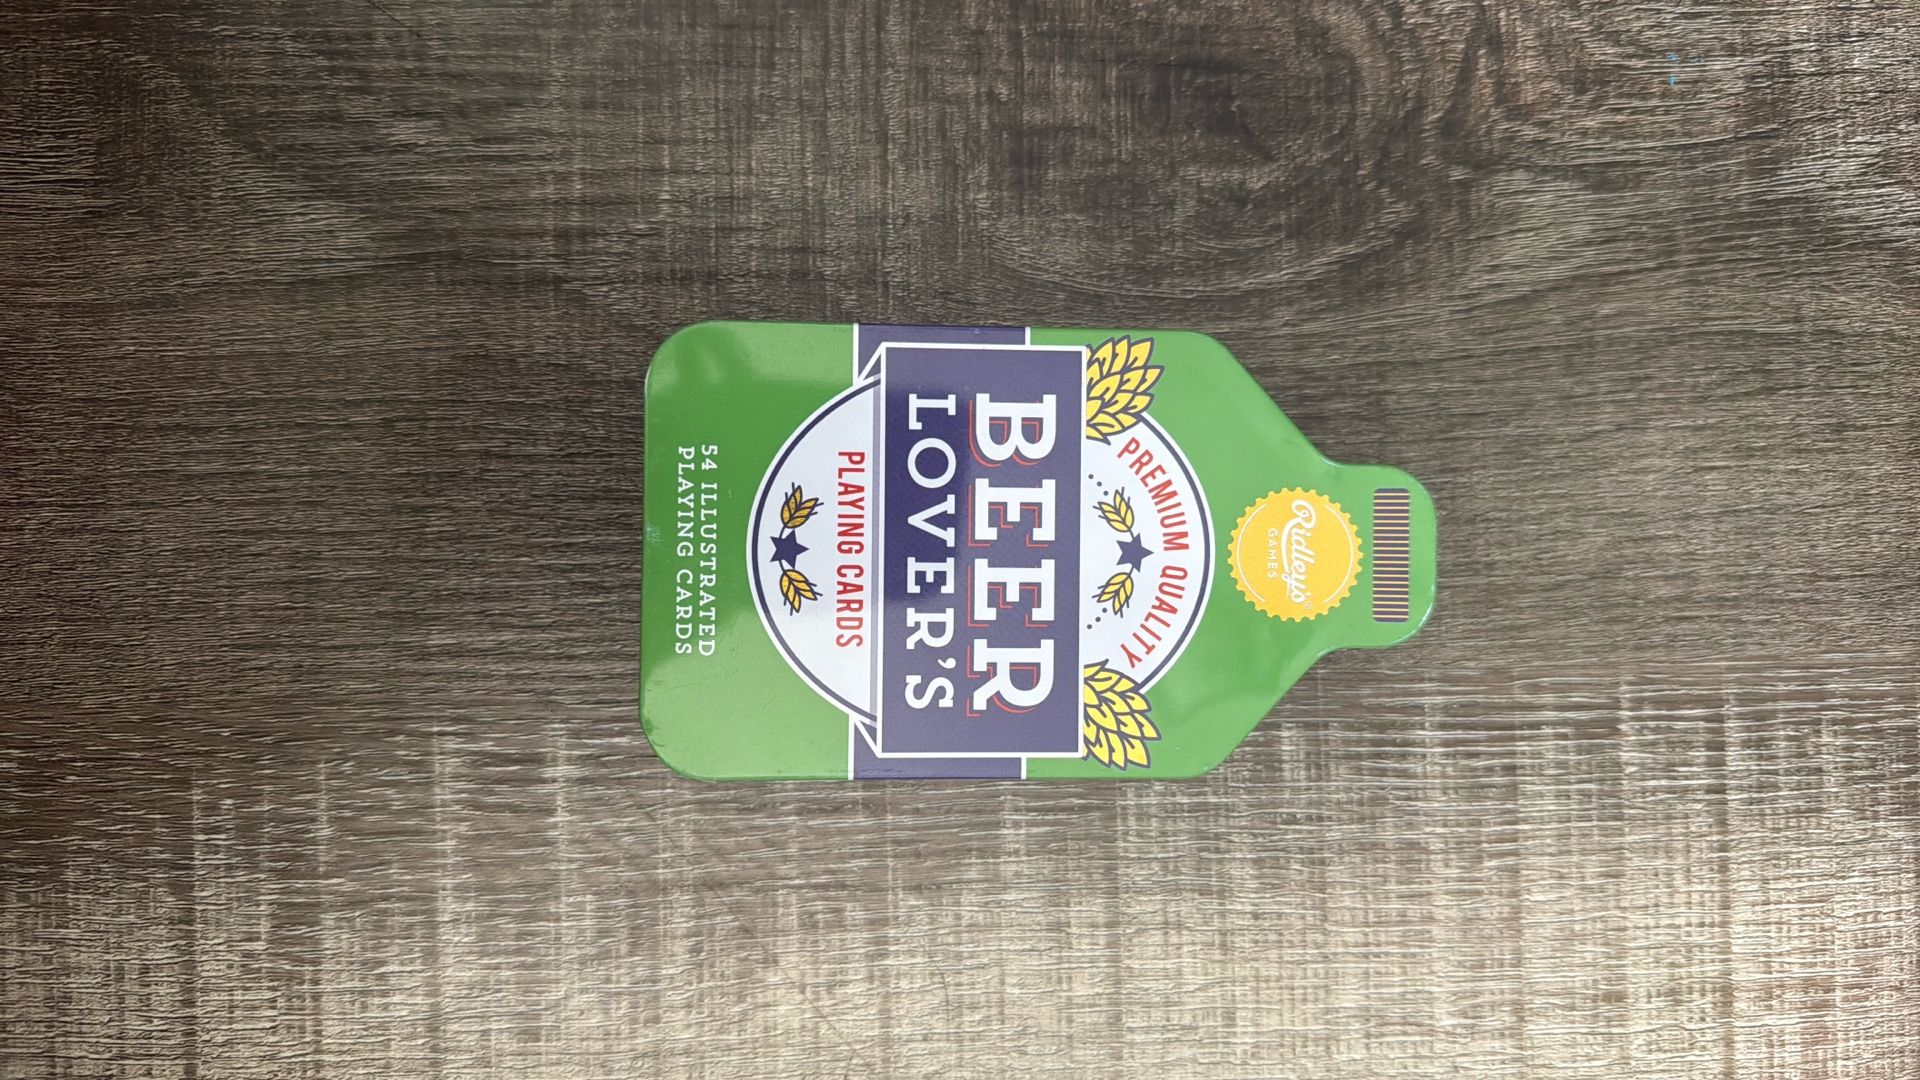 Ridley's®
GAMES
PREMIUM QUALITY
BEER
LOVER'S
PLAYING CARDS
54 ILLUSTRATED
PLAYING CARDS